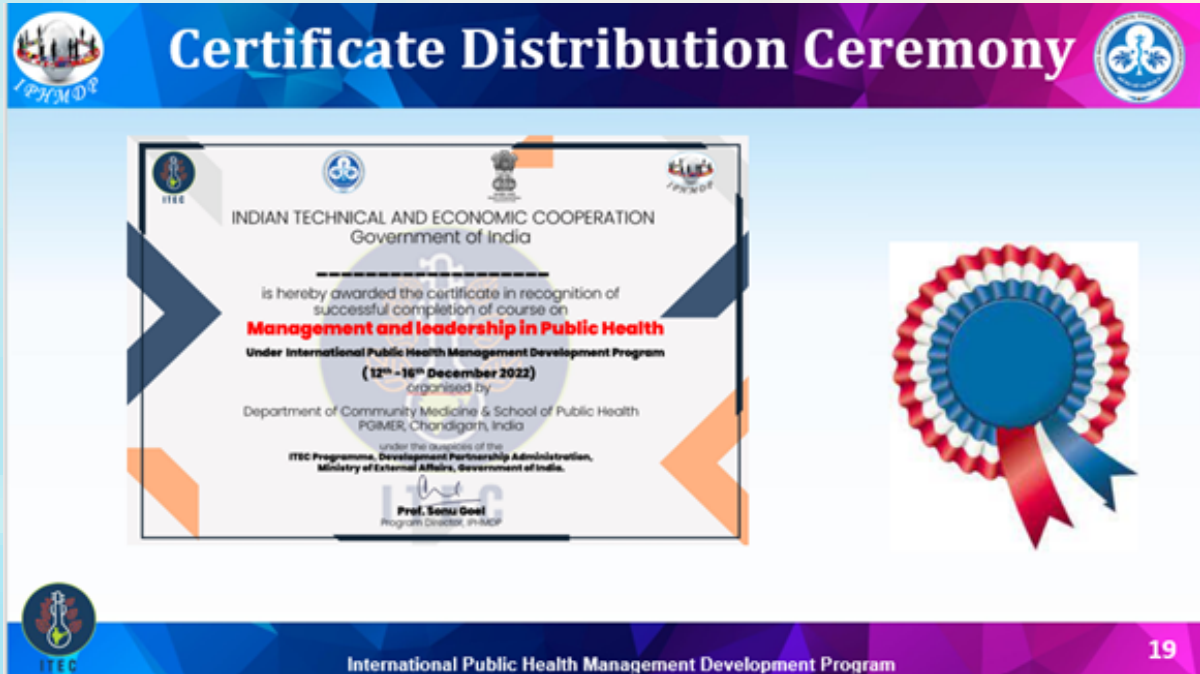 Certificate Distribution Ceremony
IPHMDP
ITEC
IPHMDP
INDIAN TECHNICAL AND ECONOMIC COOPERATION
Government of India
is hereby awarded the certificate in recognition of
successful completion of course on
Management and leadership in Public Health
Under International Public Health Management Development Program
( 12th - 16th December 2022)
organised by
Department of Community Medicine & School of Public Health
PGIMER, Chandigarh, India
under the auspices of the
ITEC Programme, Development Partnership Administration,
Ministry of External Affairs, Government of India.
ITEC
Prof. Sonu Goel
Program Director, IPHMDP
ITEC
International Public Health Management Development Program
19